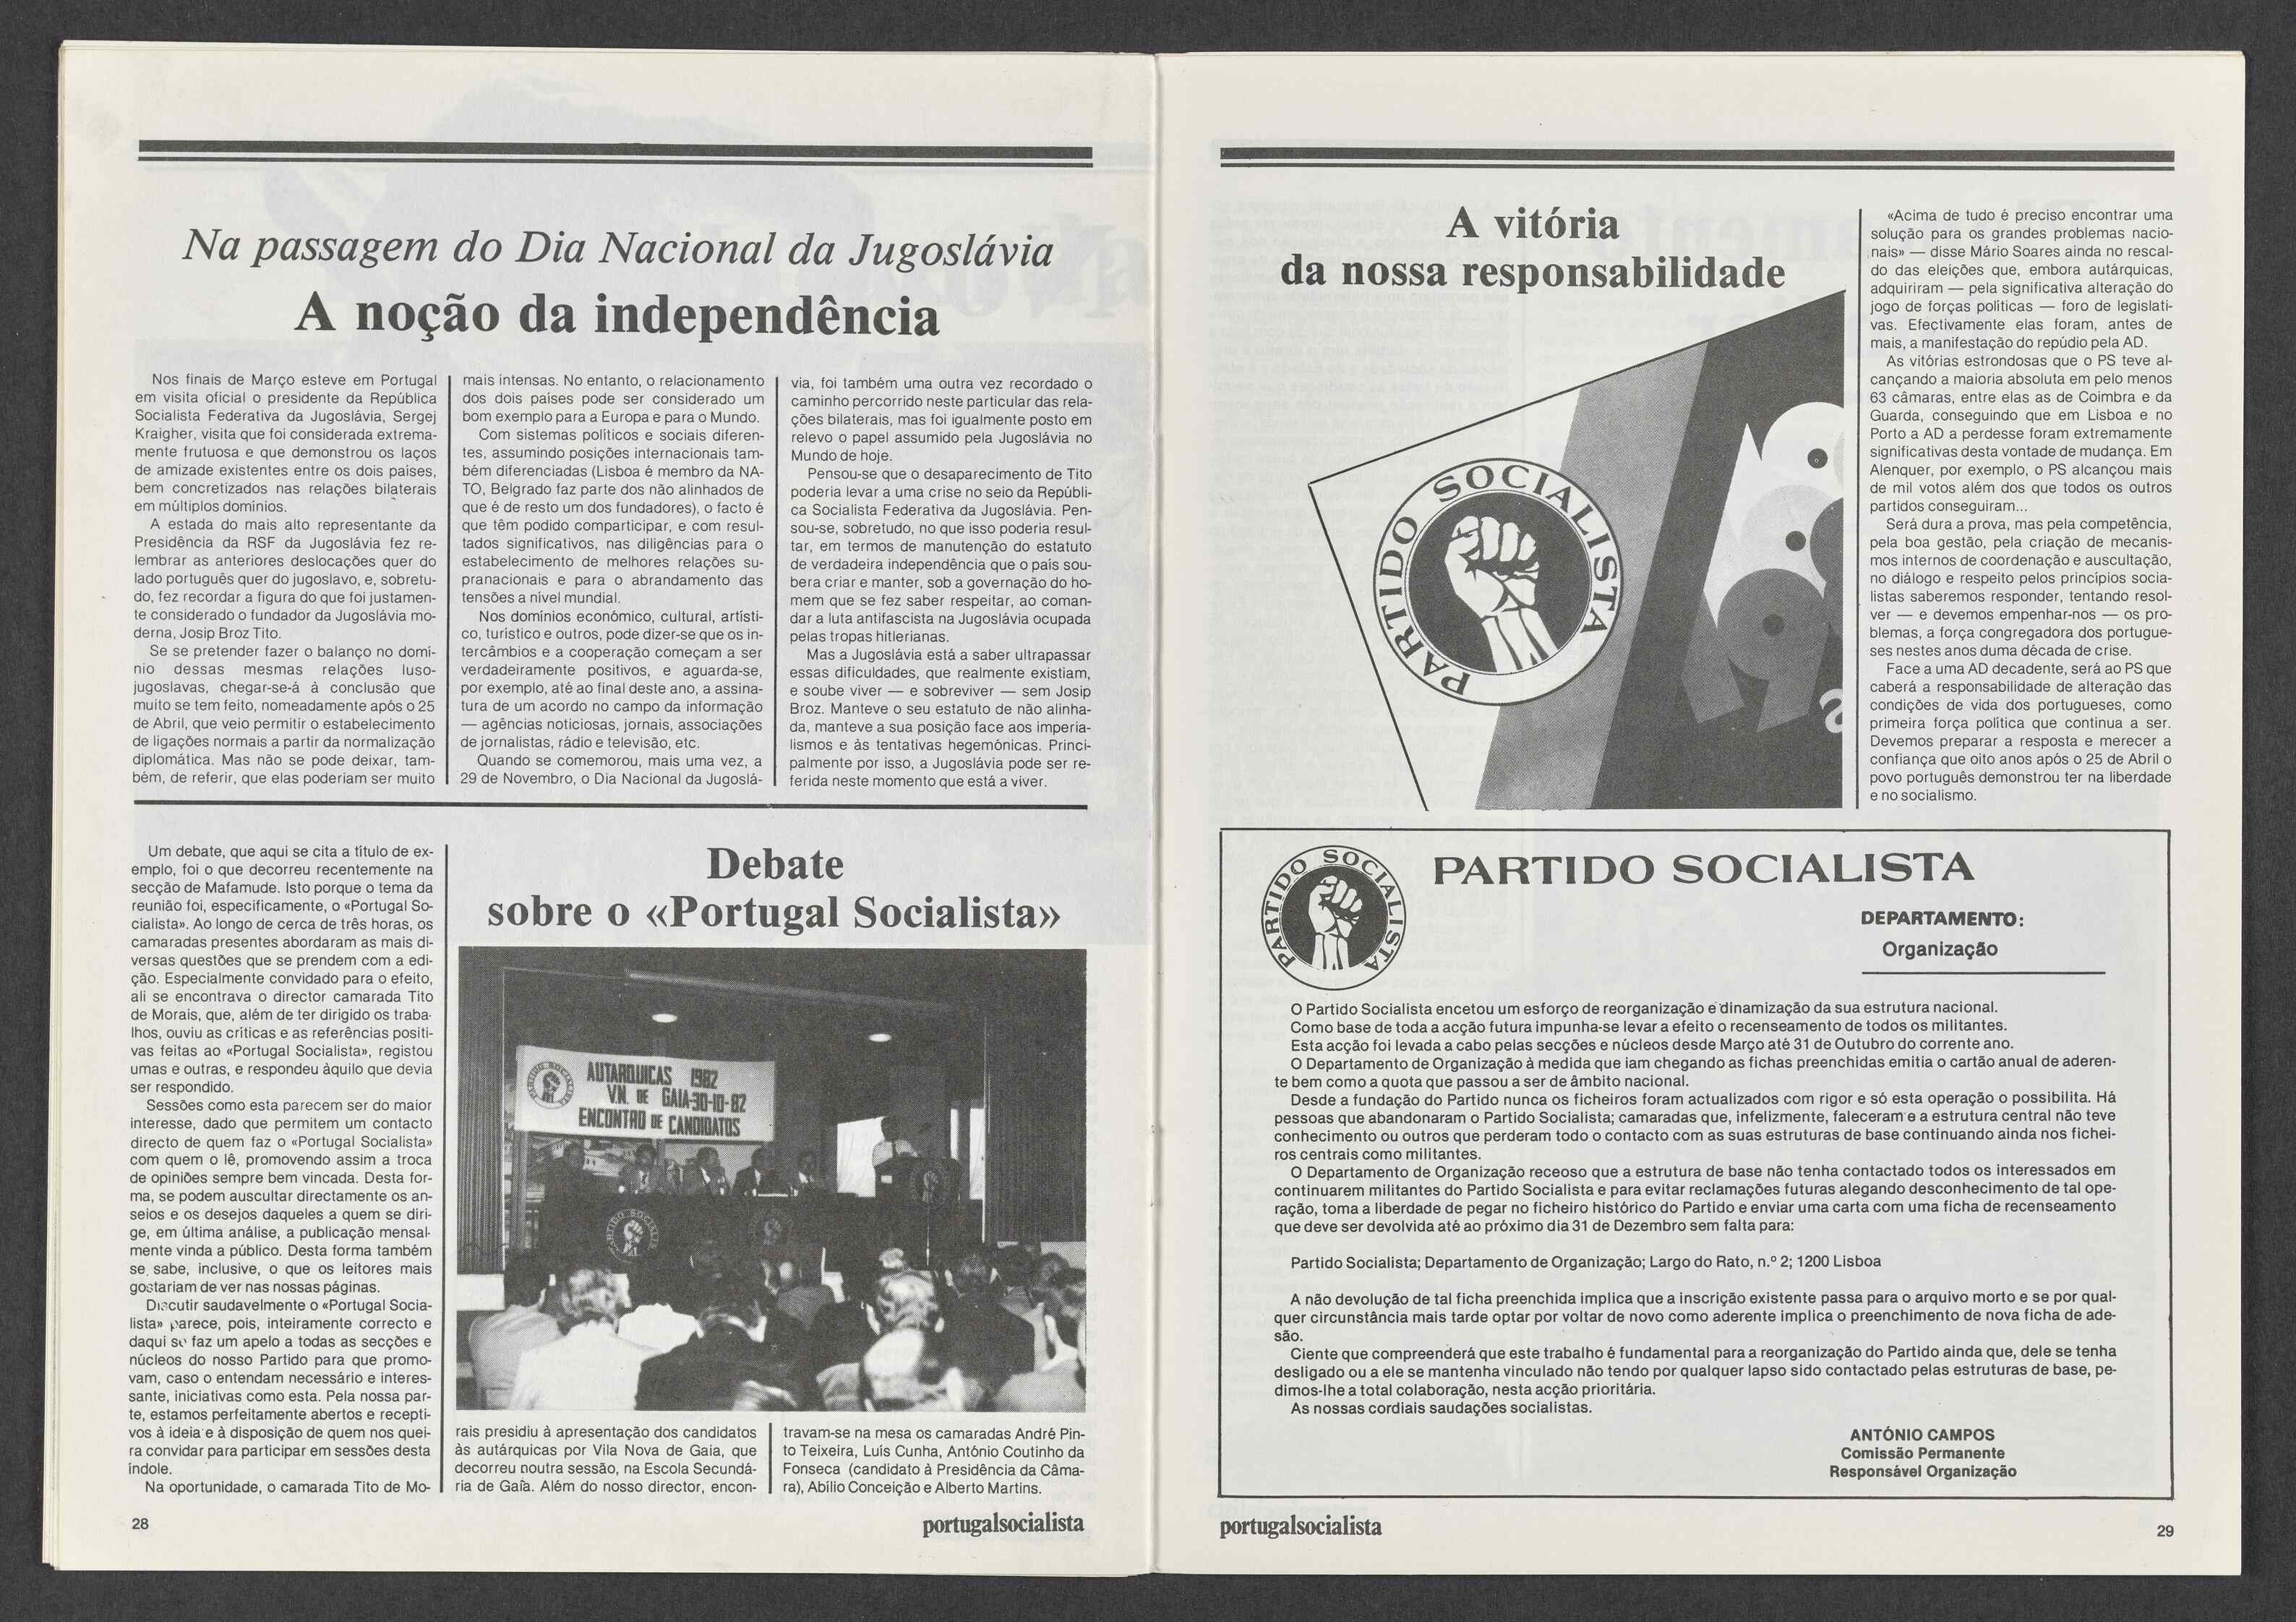 Na passagem do Dia Nacional da Jugoslávia
A noção da independência
Nos finais de Março esteve em Portugal
em visita oficial o presidente da República
Socialista Federativa da Jugoslávia, Sergej
Kraigher, visita que foi considerada extrema-
mente frutuosa e que demonstrou os laços
de amizade existentes entre os dois países,
bem concretizados nas relações bilaterais
em múltiplos domínios.
A estada do mais alto representante da
Presidência da RSF da Jugoslávia fez re-
lembrar as anteriores deslocações quer do
lado português quer do jugoslavo, e, sobretu-
do, fez recordar a figura do que foi justamen-
te considerado o fundador da Jugoslávia mo-
derna, Josip Broz Tito.
Se se pretender fazer o balanço no domí-
nio dessas mesmas relações luso-
jugoslavas, chegar-se-á à conclusão que
muito se tem feito, nomeadamente após o 25
de Abril, que veio permitir o estabelecimento
de ligações normais a partir da normalização
diplomática. Mas não se pode deixar, tam-
bém, de referir, que elas poderiam ser muito
mais intensas. No entanto, o relacionamento
dos dois países pode ser considerado um
bom exemplo para a Europa e para o Mundo.
Com sistemas políticos e sociais diferen-
tes, assumindo posições internacionais tam-
bém diferenciadas (Lisboa é membro da NA-
TO, Belgrado faz parte dos não alinhados de
que é de resto um dos fundadores), o facto é
que têm podido comparticipar, e com resul-
tados significativos, nas diligências para o
estabelecimento de melhores relações su-
pranacionais e para o abrandamento das
tensões a nível mundial.
Nos domínios económico, cultural, artísti-
co, turístico e outros, pode dizer-se que os in-
tercâmbios e a cooperação começam a ser
verdadeiramente positivos, e aguarda-se,
por exemplo, até ao final deste ano, a assina-
tura de um acordo no campo da informação
— agências noticiosas, jornais, associações
de jornalistas, rádio e televisão, etc.
Quando se comemorou, mais uma vez, a
29 de Novembro, o Dia Nacional da Jugoslá-
via, foi também uma outra vez recordado o
caminho percorrido neste particular das rela-
ções bilaterais, mas foi igualmente posto em
relevo o papel assumido pela Jugoslávia no
Mundo de hoje.
Pensou-se que o desaparecimento de Tito
poderia levar a uma crise no seio da Repúbli-
ca Socialista Federativa da Jugoslávia. Pen-
sou-se, sobretudo, no que isso poderia resul-
tar, em termos de manutenção do estatuto
de verdadeira independência que o país sou-
bera criar e manter, sob a governação do ho-
mem que se fez saber respeitar, ao coman-
dar a luta antifascista na Jugoslávia ocupada
pelas tropas hitlerianas.
Mas a Jugoslávia está a saber ultrapassar
essas dificuldades, que realmente existiam,
e soube viver — e sobreviver — sem Josip
Broz. Manteve o seu estatuto de não alinha-
da, manteve a sua posição face aos imperia-
lismos e às tentativas hegemónicas. Princi-
palmente por isso, a Jugoslávia pode ser re-
ferida neste momento que está a viver.
Um debate, que aqui se cita a título de ex-
emplo, foi o que decorreu recentemente na
secção de Mafamude. Isto porque o tema da
reunião foi, especificamente, o «Portugal So-
cialista». Ao longo de cerca de três horas, os
camaradas presentes abordaram as mais di-
versas questões que se prendem com a edi-
ção. Especialmente convidado para o efeito,
ali se encontrava o director camarada Tito
de Morais, que, além de ter dirigido os traba-
lhos, ouviu as críticas e as referências positi-
vas feitas ao «Portugal Socialista», registou
umas e outras, e respondeu àquilo que devia
ser respondido.
Sessões como esta parecem ser do maior
interesse, dado que permitem um contacto
directo de quem faz o «Portugal Socialista»
com quem o lê, promovendo assim a troca
de opiniões sempre bem vincada. Desta for-
ma, se podem auscultar directamente os an-
seios e os desejos daqueles a quem se diri-
ge, em última análise, a publicação mensal-
mente vinda a público. Desta forma também
se sabe, inclusive, o que os leitores mais
gostariam de ver nas nossas páginas.
Discutir saudavelmente o «Portugal Socia-
lista» parece, pois, inteiramente correcto e
daqui se faz um apelo a todas as secções e
núcleos do nosso Partido para que promo-
vam, caso o entendam necessário e interes-
sante, iniciativas como esta. Pela nossa par-
te, estamos perfeitamente abertos e recepti-
vos à ideia e à disposição de quem nos quei-
ra convidar para participar em sessões desta
índole.
Na oportunidade, o camarada Tito de Mo-
Debate
sobre o «Portugal Socialista»
PARTIDO SOCIALISTA
AUTARQUICAS 1982
V.N. DE GAIA-30-10-82
ENCONTRO DE CANDIDATOS
PARTIDO SOCIALISTA
rais presidiu à apresentação dos candidatos
às autárquicas por Vila Nova de Gaia, que
decorreu noutra sessão, na Escola Secundá-
ria de Gaia. Além do nosso director, encon-
travam-se na mesa os camaradas André Pin-
to Teixeira, Luís Cunha, António Coutinho da
Fonseca (candidato à Presidência da Câma-
ra), Abílio Conceição e Alberto Martins.
28
portugalsocialista
A vitória
da nossa responsabilidade
PARTIDO SOCIALISTA
a
«Acima de tudo é preciso encontrar uma
solução para os grandes problemas nacio-
nais» — disse Mário Soares ainda no rescal-
do das eleições que, embora autárquicas,
adquiriram — pela significativa alteração do
jogo de forças políticas — foro de legislati-
vas. Efectivamente elas foram, antes de
mais, a manifestação do repúdio pela AD.
As vitórias estrondosas que o PS teve al-
cançando a maioria absoluta em pelo menos
63 câmaras, entre elas as de Coimbra e da
Guarda, conseguindo que em Lisboa e no
Porto a AD a perdesse foram extremamente
significativas desta vontade de mudança. Em
Alenquer, por exemplo, o PS alcançou mais
de mil votos além dos que todos os outros
partidos conseguiram...
Será dura a prova, mas pela competência,
pela boa gestão, pela criação de mecanis-
mos internos de coordenação e auscultação,
no diálogo e respeito pelos princípios socia-
listas saberemos responder, tentando resol-
ver — e devemos empenhar-nos — os pro-
blemas, a força congregadora dos portugue-
ses nestes anos duma década de crise.
Face a uma AD decadente, será ao PS que
caberá a responsabilidade de alteração das
condições de vida dos portugueses, como
primeira força política que continua a ser.
Devemos preparar a resposta e merecer a
confiança que oito anos após o 25 de Abril o
povo português demonstrou ter na liberdade
e no socialismo.
PARTIDO SOCIALISTA
PARTIDO SOCIALISTA
DEPARTAMENTO:
Organização
O Partido Socialista encetou um esforço de reorganização e dinamização da sua estrutura nacional.
Como base de toda a acção futura impunha-se levar a efeito o recenseamento de todos os militantes.
Esta acção foi levada a cabo pelas secções e núcleos desde Março até 31 de Outubro do corrente ano.
O Departamento de Organização à medida que iam chegando as fichas preenchidas emitia o cartão anual de aderen-
te bem como a quota que passou a ser de âmbito nacional.
Desde a fundação do Partido nunca os ficheiros foram actualizados com rigor e só esta operação o possibilita. Há
pessoas que abandonaram o Partido Socialista; camaradas que, infelizmente, faleceram e a estrutura central não teve
conhecimento ou outros que perderam todo o contacto com as suas estruturas de base continuando ainda nos fichei-
ros centrais como militantes.
O Departamento de Organização receoso que a estrutura de base não tenha contactado todos os interessados em
continuarem militantes do Partido Socialista e para evitar reclamações futuras alegando desconhecimento de tal ope-
ração, toma a liberdade de pegar no ficheiro histórico do Partido e enviar uma carta com uma ficha de recenseamento
que deve ser devolvida até ao próximo dia 31 de Dezembro sem falta para:
Partido Socialista; Departamento de Organização; Largo do Rato, n.º 2; 1200 Lisboa
A não devolução de tal ficha preenchida implica que a inscrição existente passa para o arquivo morto e se por qual-
quer circunstância mais tarde optar por voltar de novo como aderente implica o preenchimento de nova ficha de ade-
são.
Ciente que compreenderá que este trabalho é fundamental para a reorganização do Partido ainda que, dele se tenha
desligado ou a ele se mantenha vinculado não tendo por qualquer lapso sido contactado pelas estruturas de base, pe-
dimos-lhe a total colaboração, nesta acção prioritária.
As nossas cordiais saudações socialistas.
ANTÓNIO CAMPOS
Comissão Permanente
Responsável Organização
portugalsocialista
29